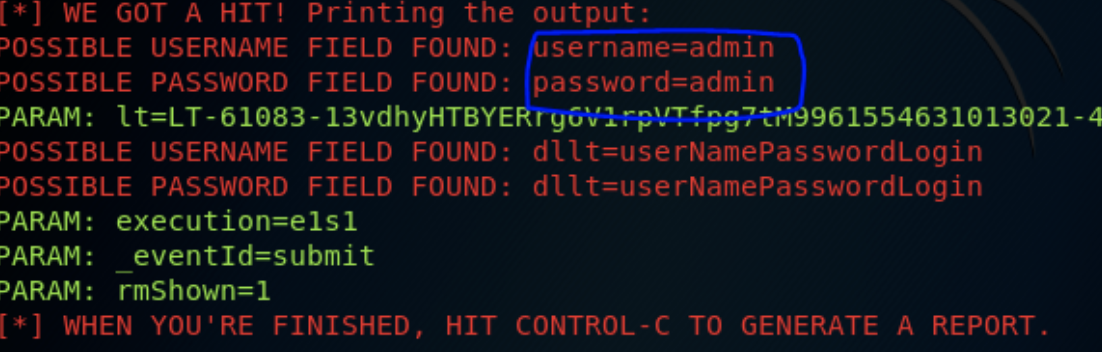 [*] WE GOT A HIT! Printing the output:
POSSIBLE USERNAME FIELD FOUND: username=admin
POSSIBLE PASSWORD FIELD FOUND: password=admin
PARAM: lt=LT-61083-13vdhyHTBYERrg6V1rpVTfpg7tM9961554631013021-4
POSSIBLE USERNAME FIELD FOUND: dllt=userNamePasswordLogin
POSSIBLE PASSWORD FIELD FOUND: dllt=userNamePasswordLogin
PARAM: execution=e1s1
PARAM: _eventId=submit
PARAM: rmShown=1
[*] WHEN YOU'RE FINISHED, HIT CONTROL-C TO GENERATE A REPORT.